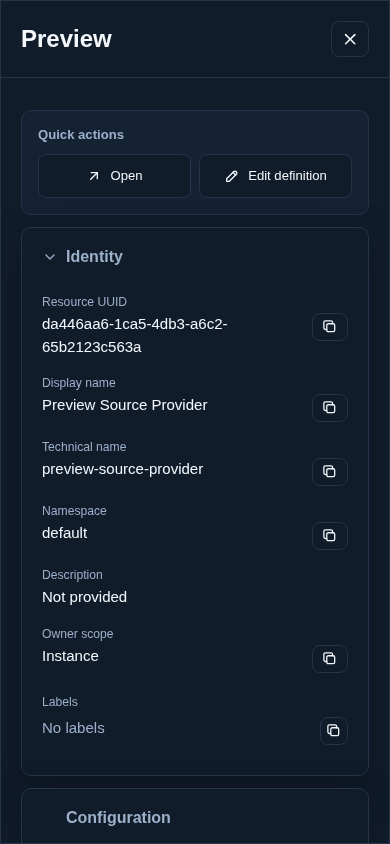 Preview
Quick actions
Open
Edit definition
Identity
Resource UUID
da446aa6-1ca5-4db3-a6c2-
65b2123c563a
Display name
Preview Source Provider
Technical name
preview-source-provider
Namespace
default
Description
Not provided
Owner scope
Instance
Labels
No labels
Configuration